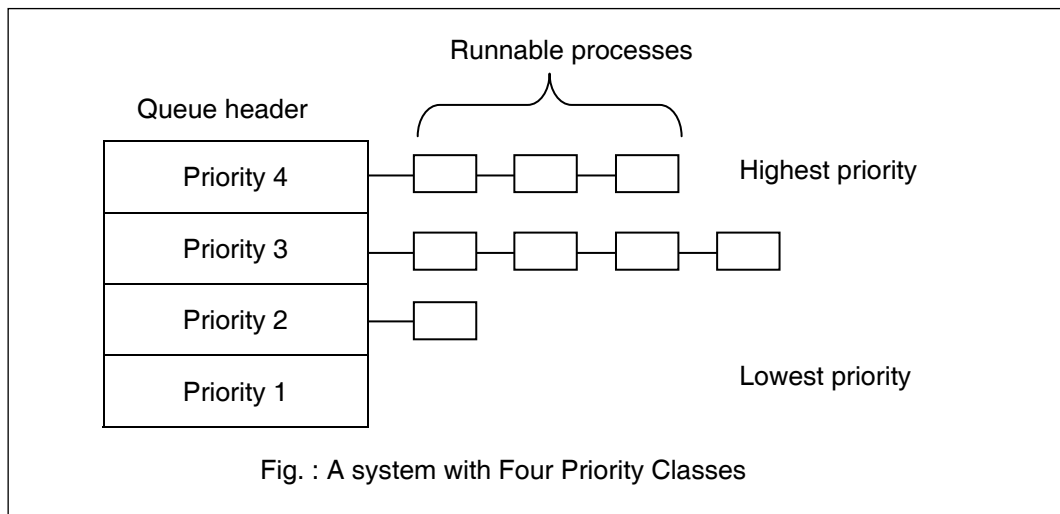 Runnable processes
Queue header
Priority 4
Highest priority
Priority 3
Priority 2
Priority 1
Lowest priority
Fig. : A system with Four Priority Classes